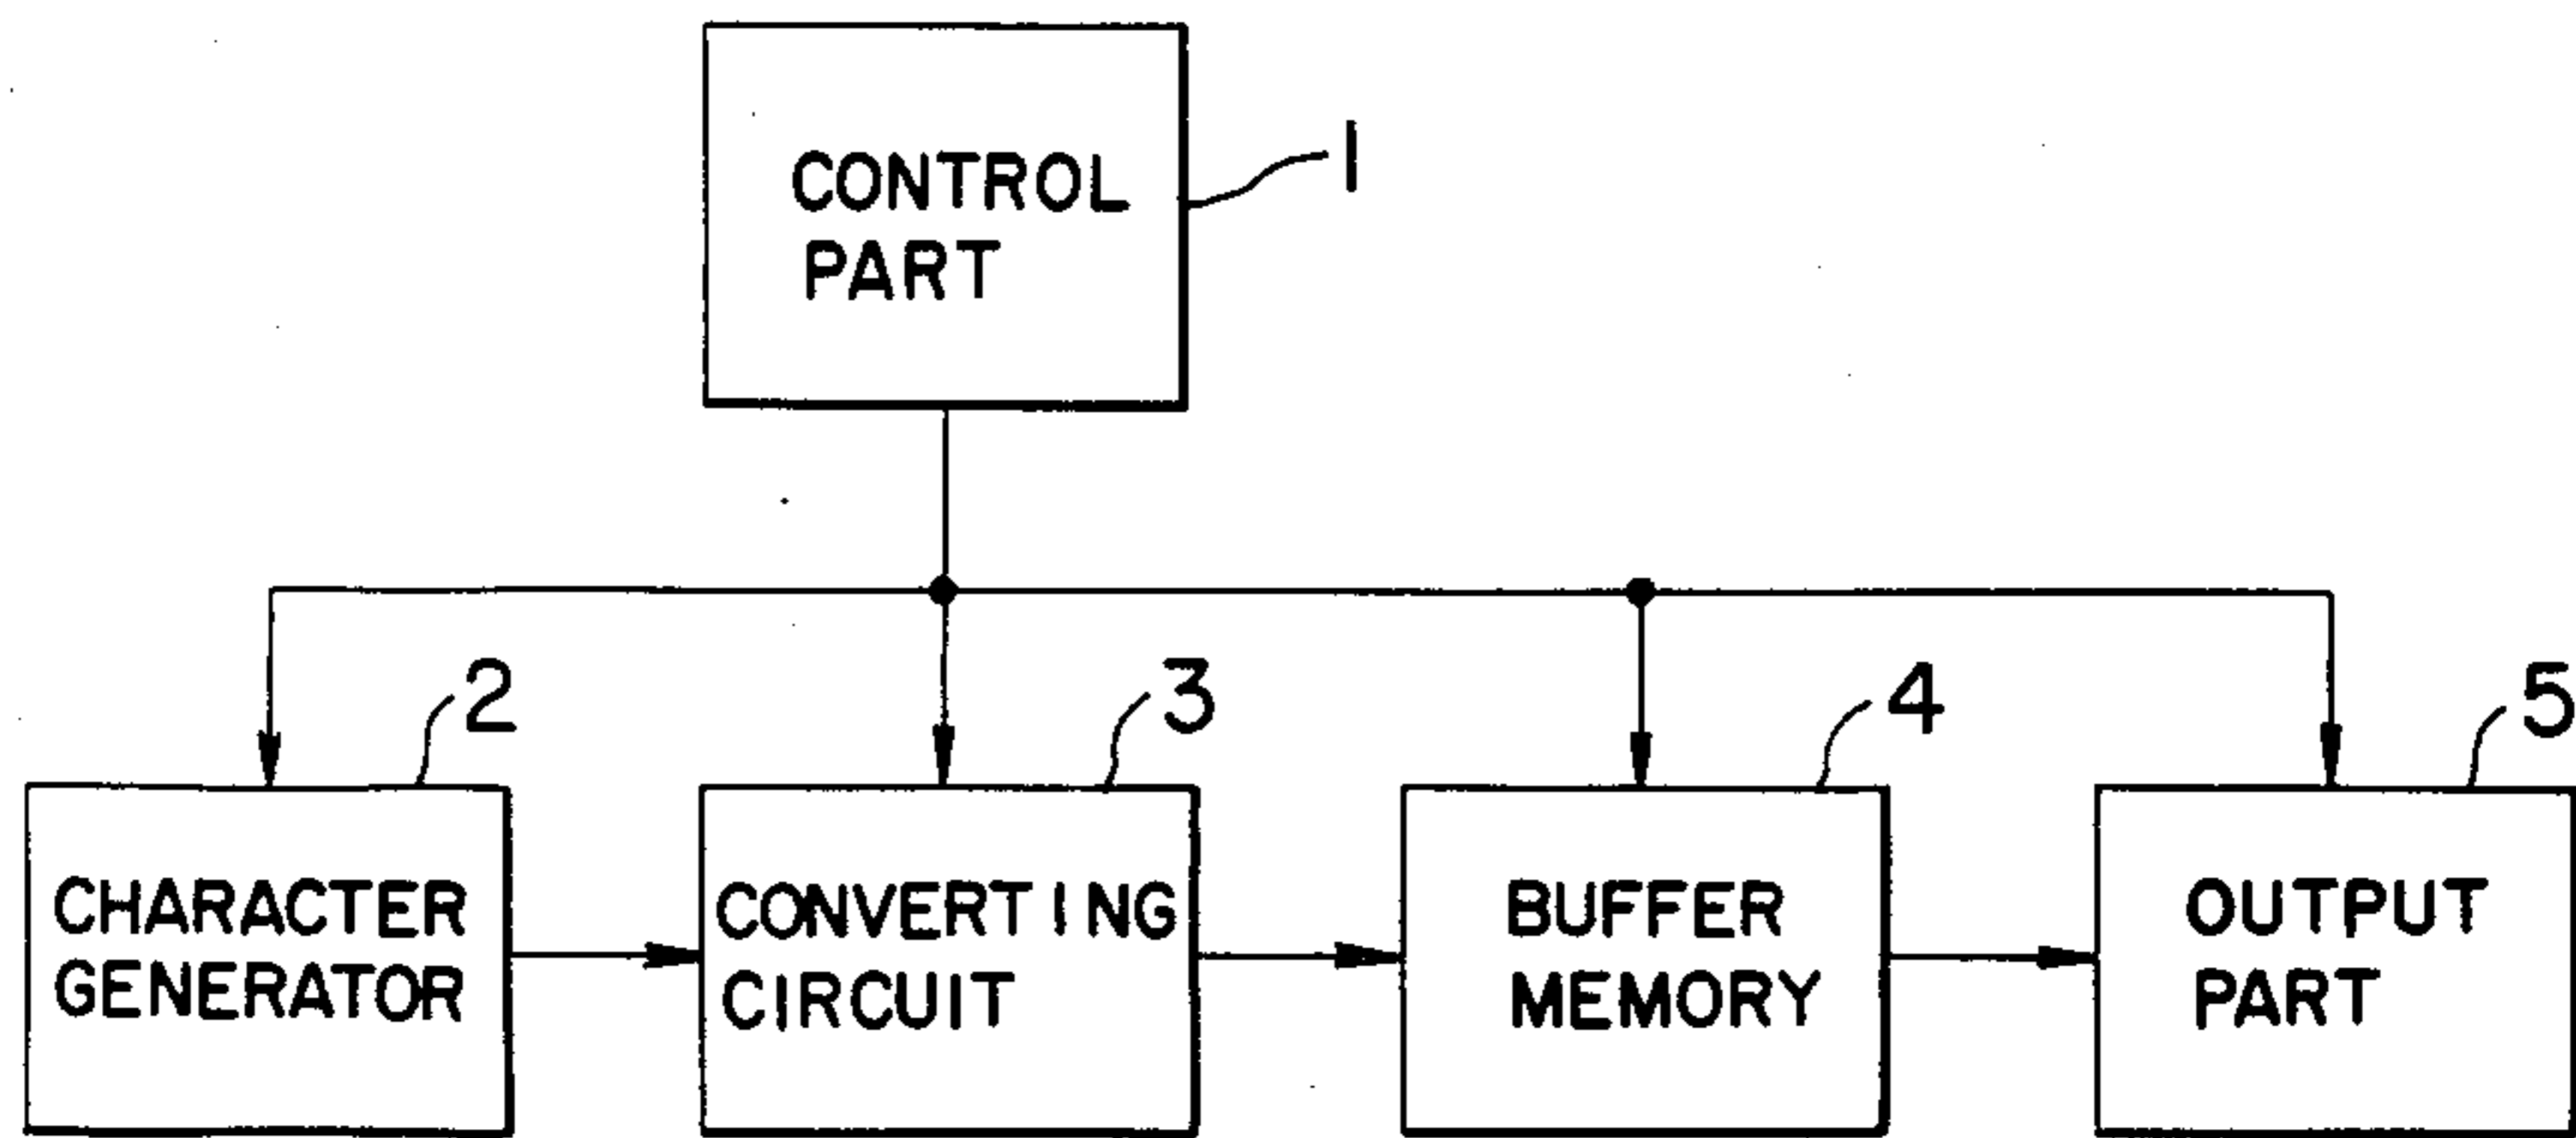 CONTROL
PART
1
2
3
4
5
CHARACTER
GENERATOR
CONVERTING
CIRCUIT
BUFFER
MEMORY
OUTPUT
PART